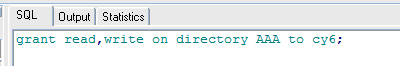 SQL Output Statistics
grant read,write on directory AAA to cy6;